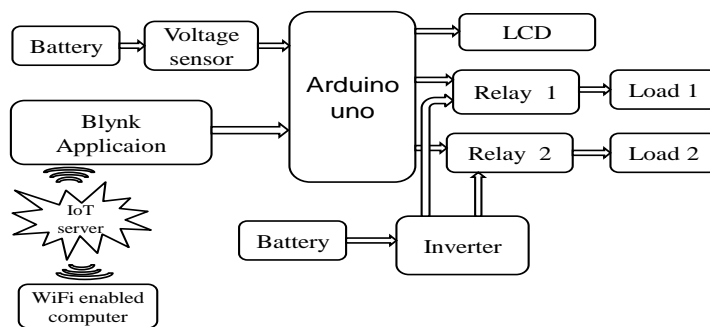 Battery
Voltage
sensor
Arduino
uno
LCD
Relay 1
Load 1
Blynk
Applicaion
Relay 2
Load 2
IoT
server
Battery
Inverter
WiFi enabled
computer